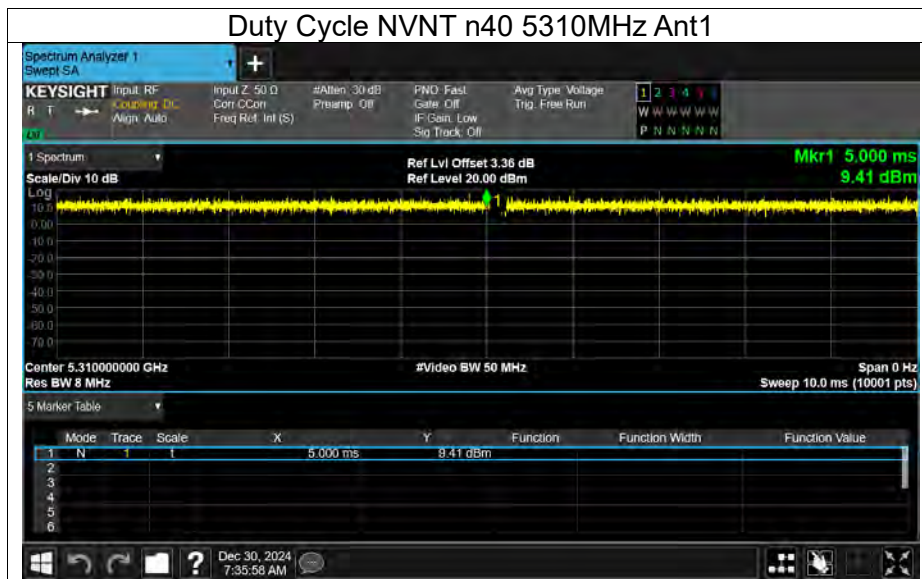 Duty Cycle NVNT n40 5310MHz Ant1
Spectrum Analyzer 1
Swept SA
+
KEYSIGHT Input: RF Input Z: 50 Ω #Atten: 30 dB PNO: Fast Avg Type: Voltage 1 2 3 4 5 6
R T Coupling: DC Corr CCorr Preamp: Off Gate: Off Trig: Free Run W W W W W W
Align: Auto Freq Ref: Int (S) IF Gain: Low P N N N N N
Sig Track: Off
1 Spectrum Ref Lvl Offset 3.36 dB Mkr1 5.000 ms
Scale/Div 10 dB Ref Level 20.00 dBm 9.41 dBm
Log
10.0
1
0.00
-10.0
-20.0
-30.0
-40.0
-50.0
-60.0
-70.0
Center 5.310000000 GHz #Video BW 50 MHz Span 0 Hz
Res BW 8 MHz Sweep 10.0 ms (10001 pts)
5 Marker Table
Mode Trace Scale X Y Function Function Width Function Value
1 N 1 t 5.000 ms 9.41 dBm
2
3
4
5
6
? Dec 30, 2024
7:35:58 AM